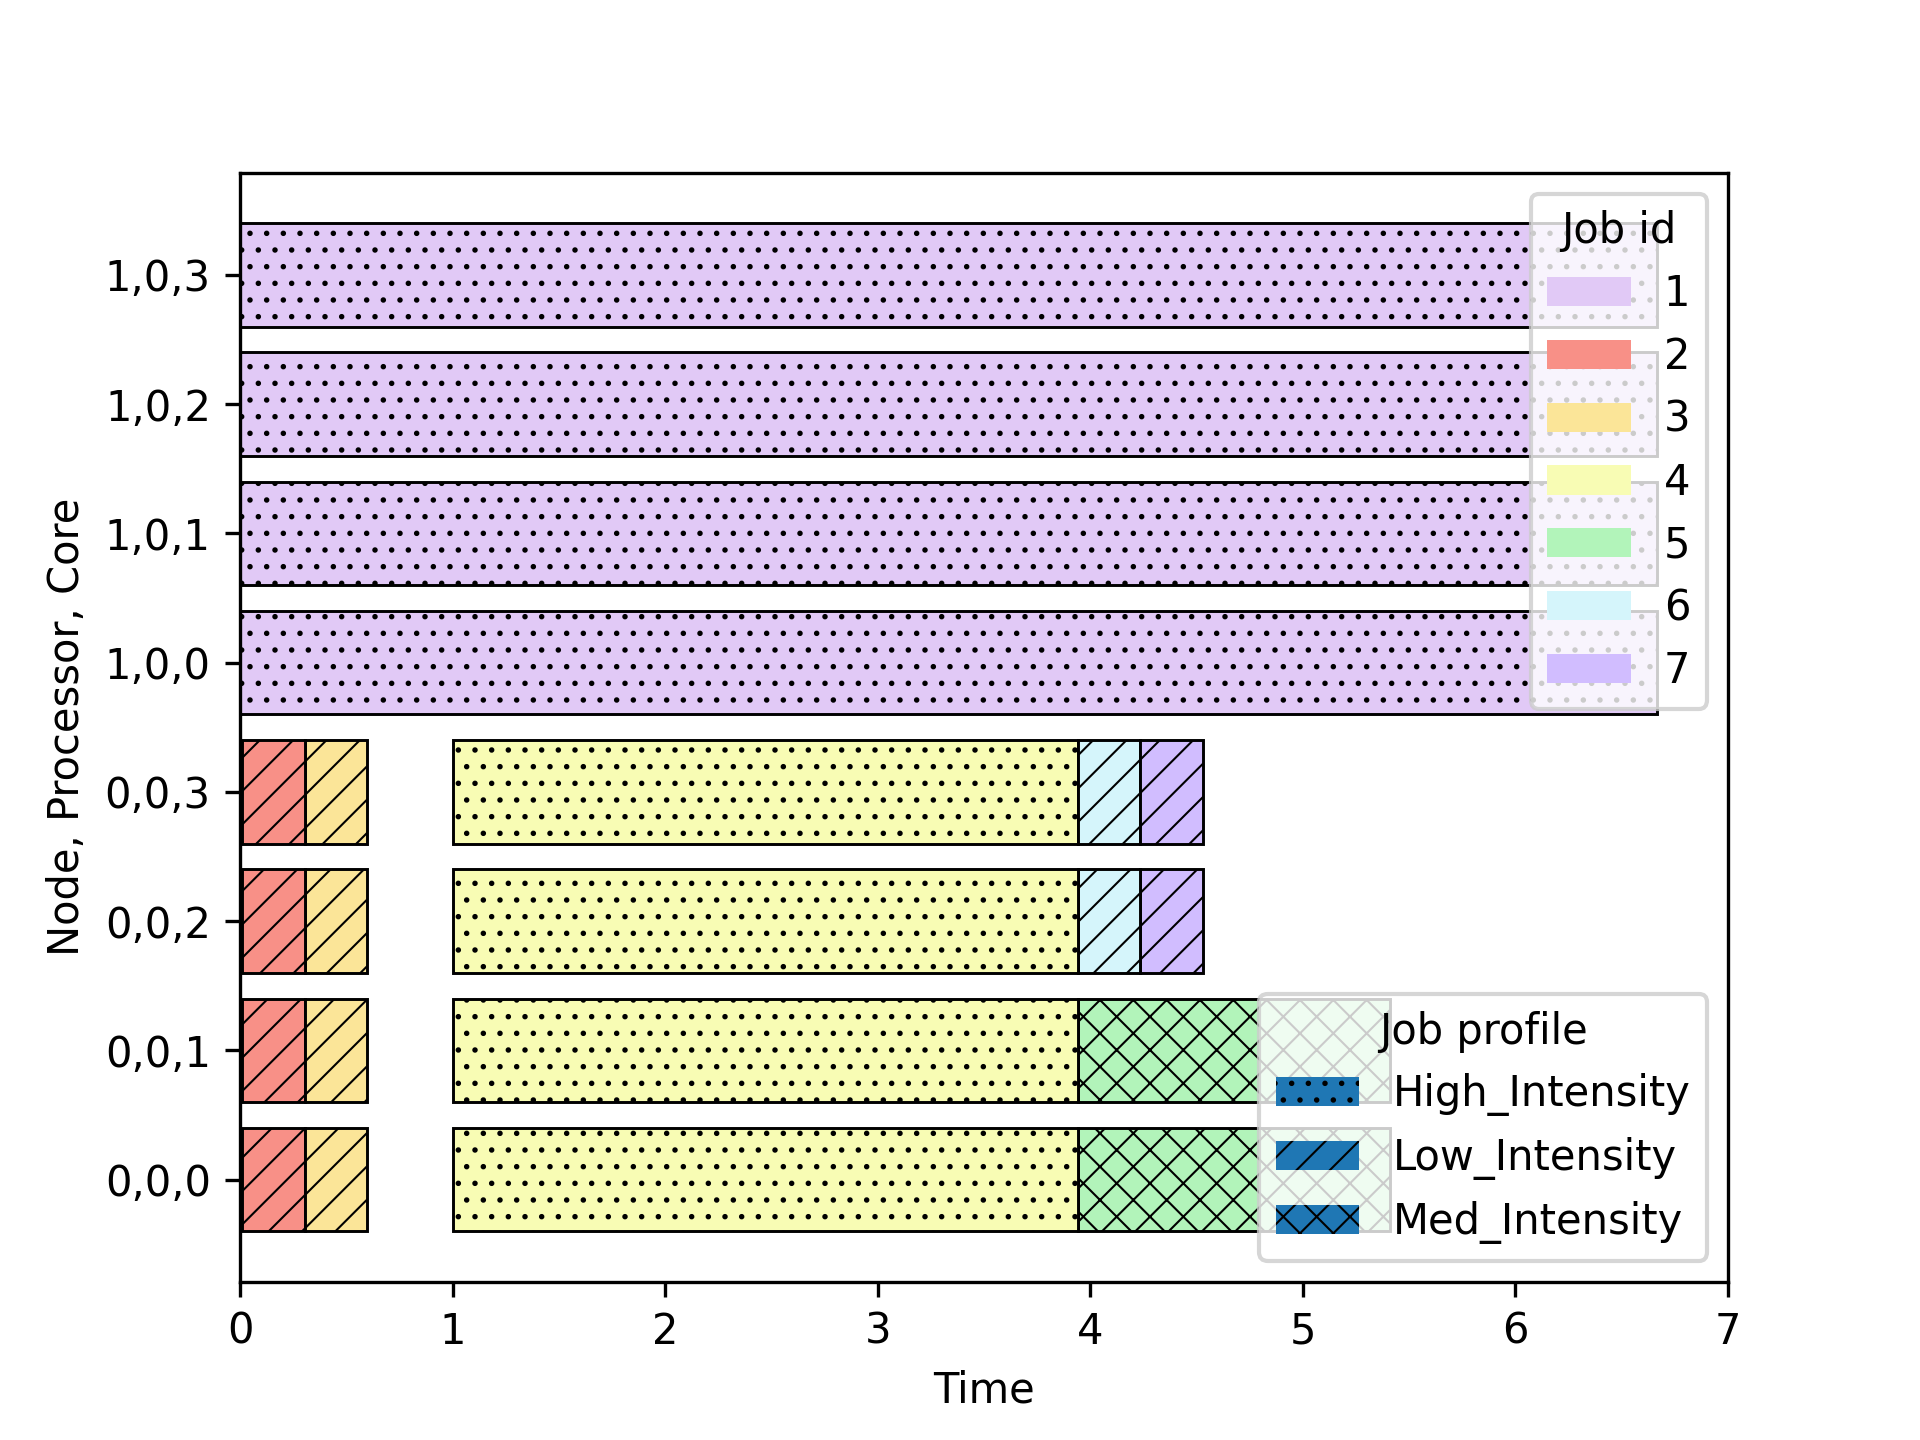 Job id
1
2
3
4
5
6
7
1,0,3
1,0,2
1,0,1
1,0,0
0,0,3
0,0,2
0,0,1
0,0,0
Node, Processor, Core
Job profile
High_Intensity
Low_Intensity
Med_Intensity
0 1 2 3 4 5 6 7
Time